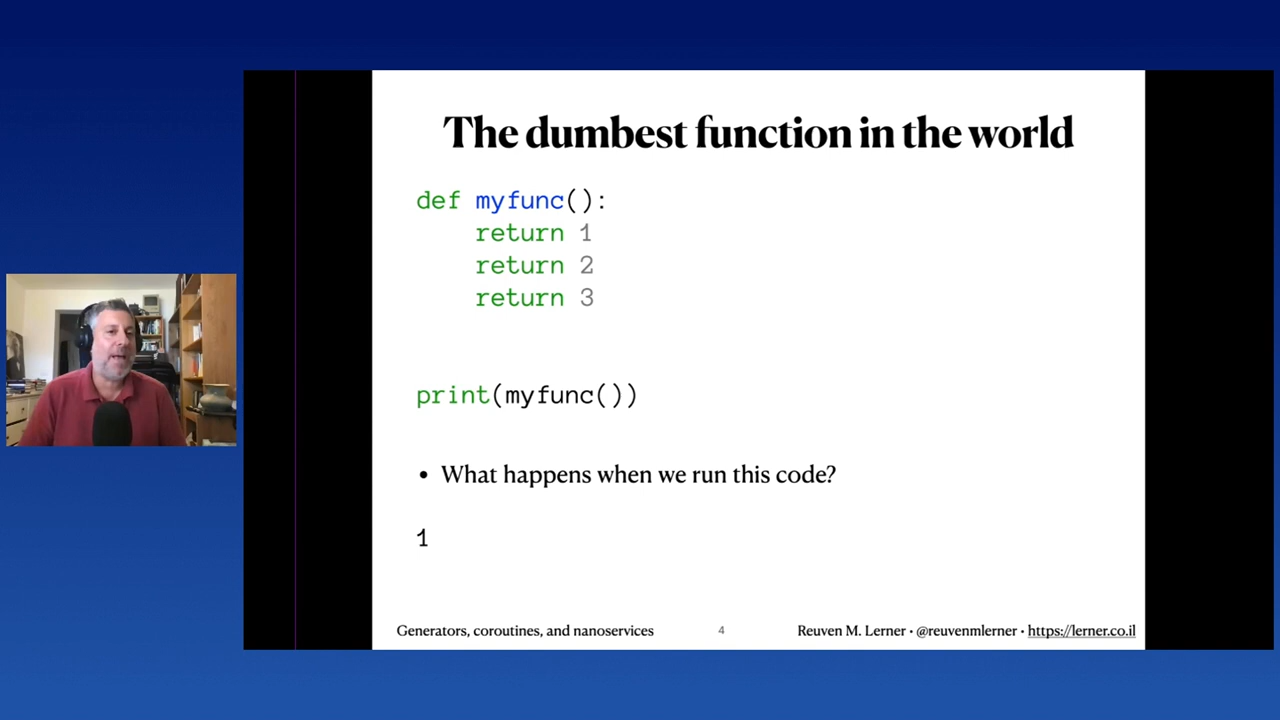 The dumbest function in the world
def myfunc():
    return 1
    return 2
    return 3
print(myfunc())
• What happens when we run this code?
1
Generators, coroutines, and nanoservices 4 Reuven M. Lerner • @reuvenmlerner • https://lerner.co.il